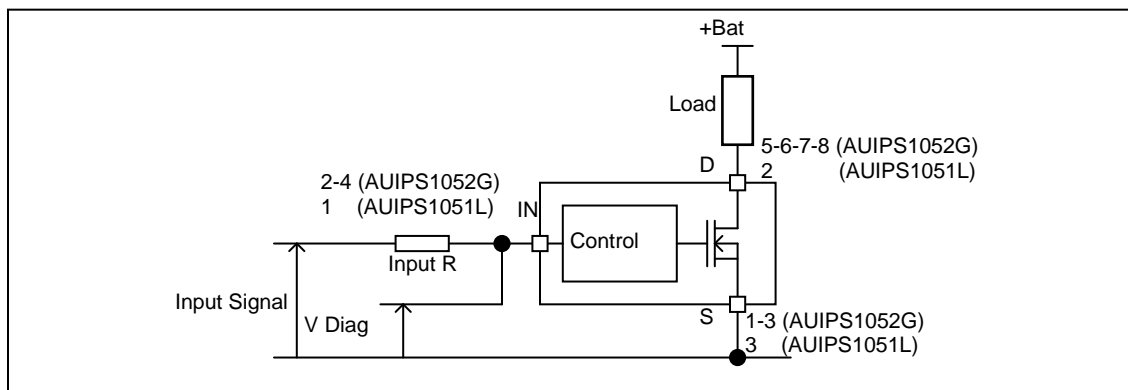 +Bat
Load
5-6-7-8 (AUIPS1052G)
D
2 (AUIPS1051L)
2-4 (AUIPS1052G)
1 (AUIPS1051L)
IN
Control
Input R
Input Signal
V Diag
S
1-3 (AUIPS1052G)
3 (AUIPS1051L)